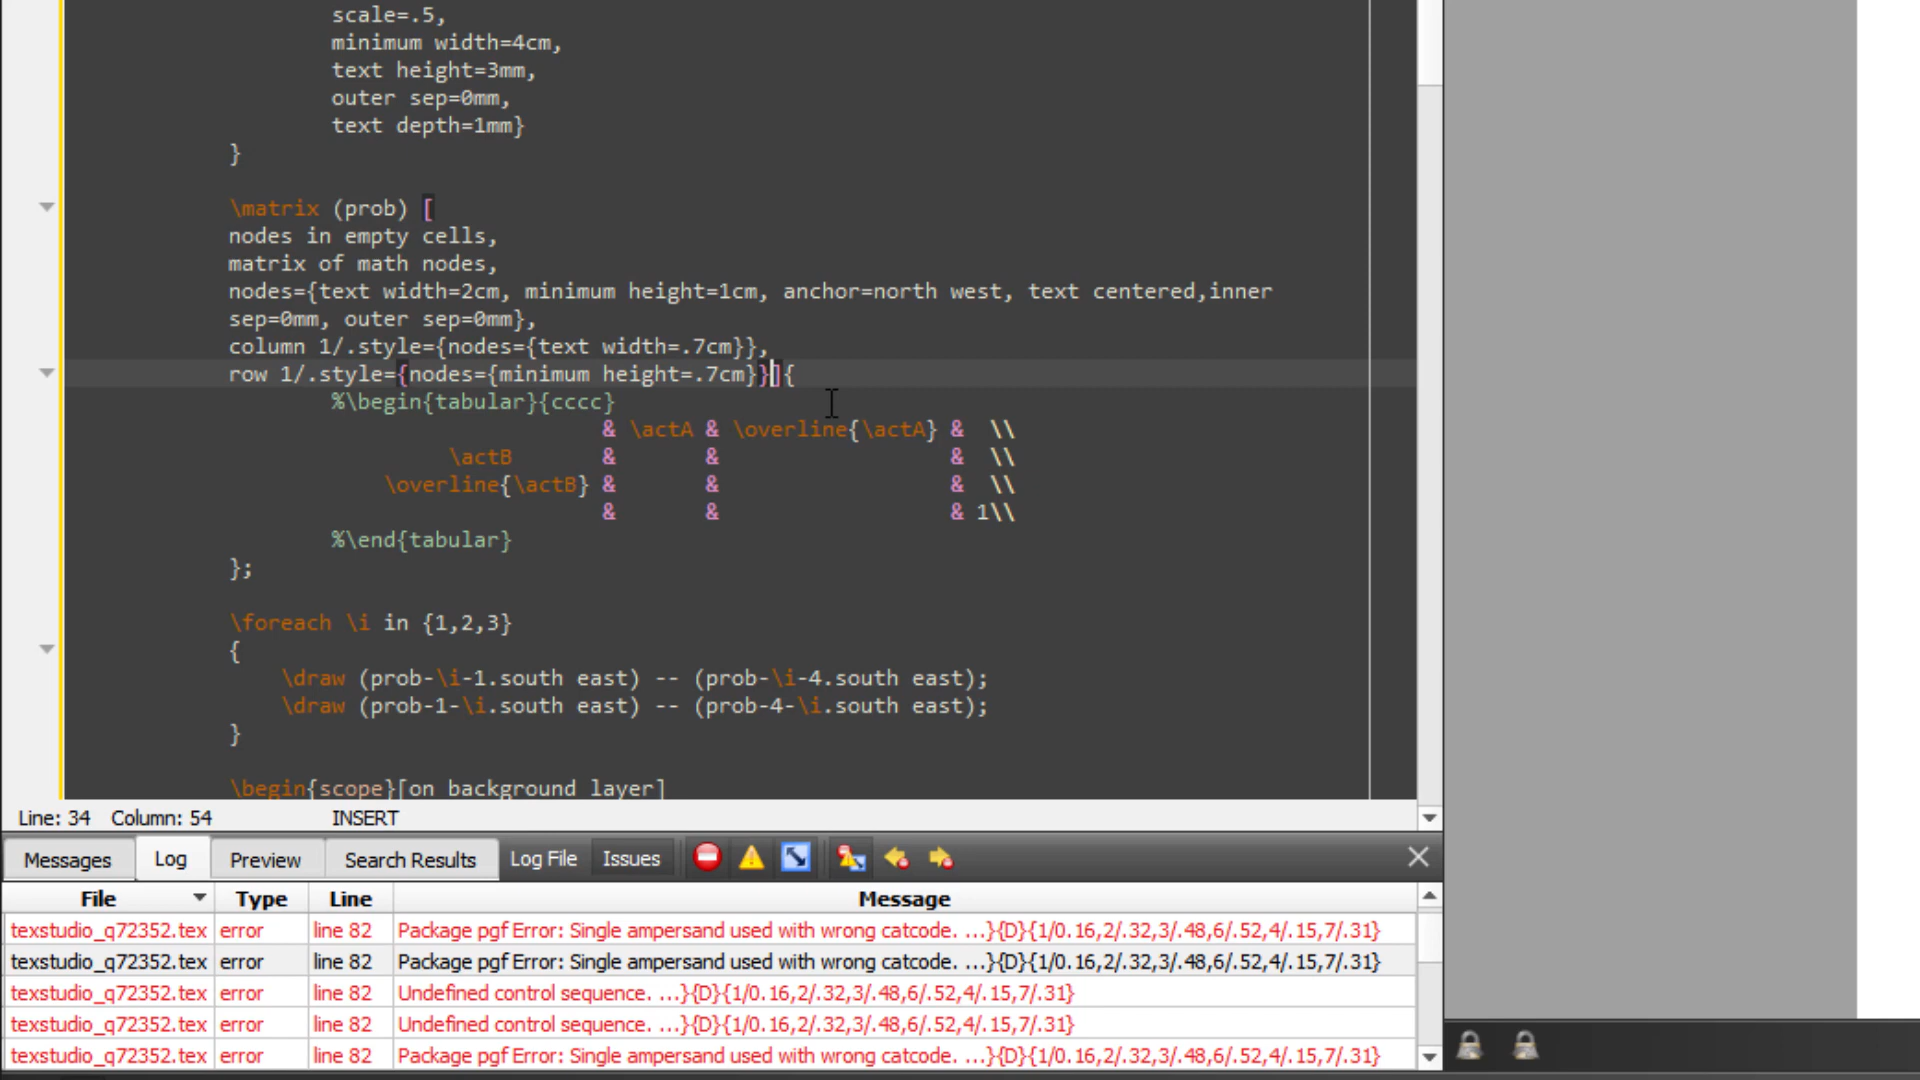 scale=.5,
minimum width=4cm,
text height=3mm,
outer sep=0mm,
text depth=1mm}
}
\matrix (prob) [
nodes in empty cells,
matrix of math nodes,
nodes={text width=2cm, minimum height=1cm, anchor=north west, text centered,inner
sep=0mm, outer sep=0mm},
column 1/.style={nodes={text width=.7cm}},
row 1/.style={nodes={minimum height=.7cm}}]{
%\begin{tabular}{cccc}
& \actA & \overline{\actA} & \\
\actB & & & \\
\overline{\actB} & & & \\
& & & 1\\
%\end{tabular}
};
\foreach \i in {1,2,3}
{
\draw (prob-\i-1.south east) -- (prob-\i-4.south east);
\draw (prob-1-\i.south east) -- (prob-4-\i.south east);
}
\begin{scope}[on background layer]
Line: 34 Column: 54 INSERT
Messages Log Preview Search Results Log File Issues
File Type Line Message
texstudio_q72352.tex error line 82 Package pgf Error: Single ampersand used with wrong catcode. ...}{D}{1/0.16,2/.32,3/.48,6/.52,4/.15,7/.31}
texstudio_q72352.tex error line 82 Package pgf Error: Single ampersand used with wrong catcode. ...}{D}{1/0.16,2/.32,3/.48,6/.52,4/.15,7/.31}
texstudio_q72352.tex error line 82 Undefined control sequence. ...}{D}{1/0.16,2/.32,3/.48,6/.52,4/.15,7/.31}
texstudio_q72352.tex error line 82 Undefined control sequence. ...}{D}{1/0.16,2/.32,3/.48,6/.52,4/.15,7/.31}
texstudio_q72352.tex error line 82 Package pgf Error: Single ampersand used with wrong catcode. ...}{D}{1/0.16,2/.32,3/.48,6/.52,4/.15,7/.31}